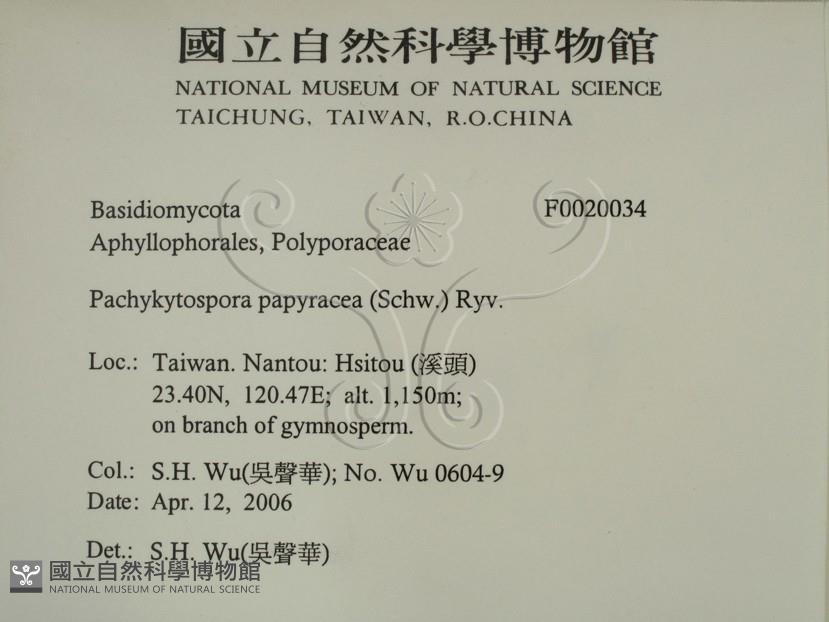 國立自然科學博物館
NATIONAL MUSEUM OF NATURAL SCIENCE
TAICHUNG, TAIWAN, R.O.CHINA
Basidiomycota F0020034
Aphyllophorales, Polyporaceae
Pachykytospora papyracea (Schw.) Ryv.
Loc.: Taiwan. Nantou: Hsitou (溪頭)
23.40N, 120.47E; alt. 1,150m;
on branch of gymnosperm.
Col.: S.H. Wu(吳聲華); No. Wu 0604-9
Date: Apr. 12, 2006
Det.: S.H. Wu(吳聲華)
國立自然科學博物館
NATIONAL MUSEUM OF NATURAL SCIENCE